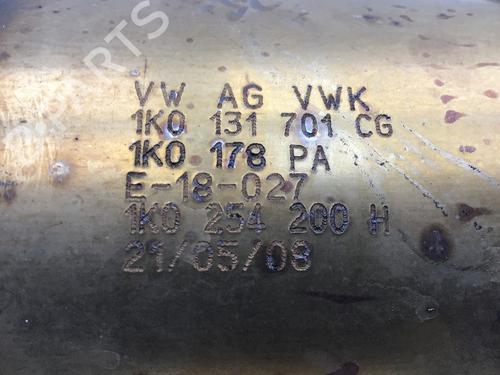 VW AG VWK
1K0 131 701 CG
1K0 178 PA
E-18-027
1K0 254 200 H
21/05/08